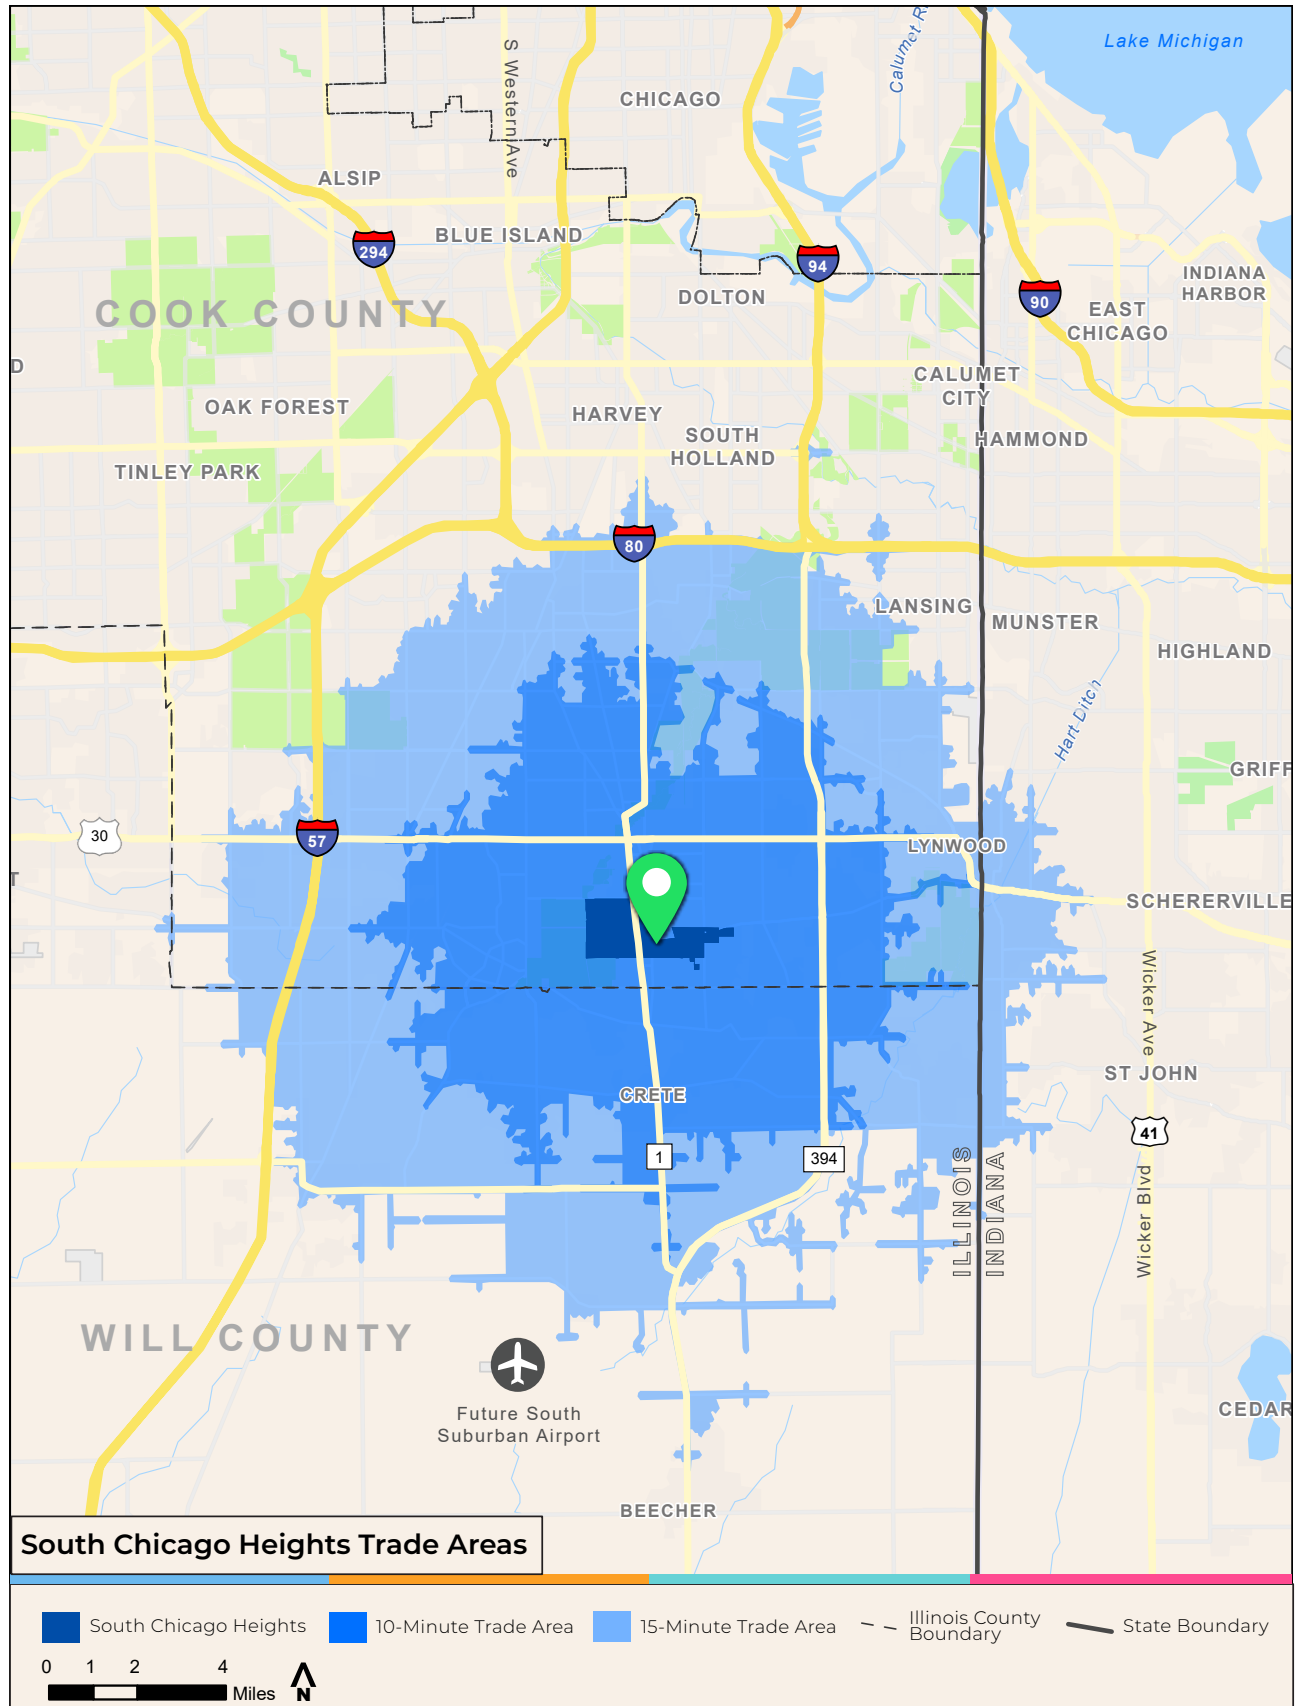 Lake Michigan
Calumet R
S Western Ave
CHICAGO
ALSIP
BLUE ISLAND
294
94
INDIANA
HARBOR
90
DOLTON
EAST
CHICAGO
COOK COUNTY
D
CALUMET
CITY
OAK FOREST
HARVEY
SOUTH
HOLLAND
HAMMOND
TINLEY PARK
80
LANSING
MUNSTER
HIGHLAND
Hart Ditch
GRIFF
30
57
LYNWOOD
T
SCHERERVILLE
Wicker Ave
ST JOHN
CRETE
41
1
394
ILLINOIS
INDIANA
Wicker Blvd
WILL COUNTY
Future South
Suburban Airport
CEDAR
BEECHER
South Chicago Heights Trade Areas
South Chicago Heights
10-Minute Trade Area
15-Minute Trade Area
Illinois County
Boundary
State Boundary
0 1 2 4
Miles
N